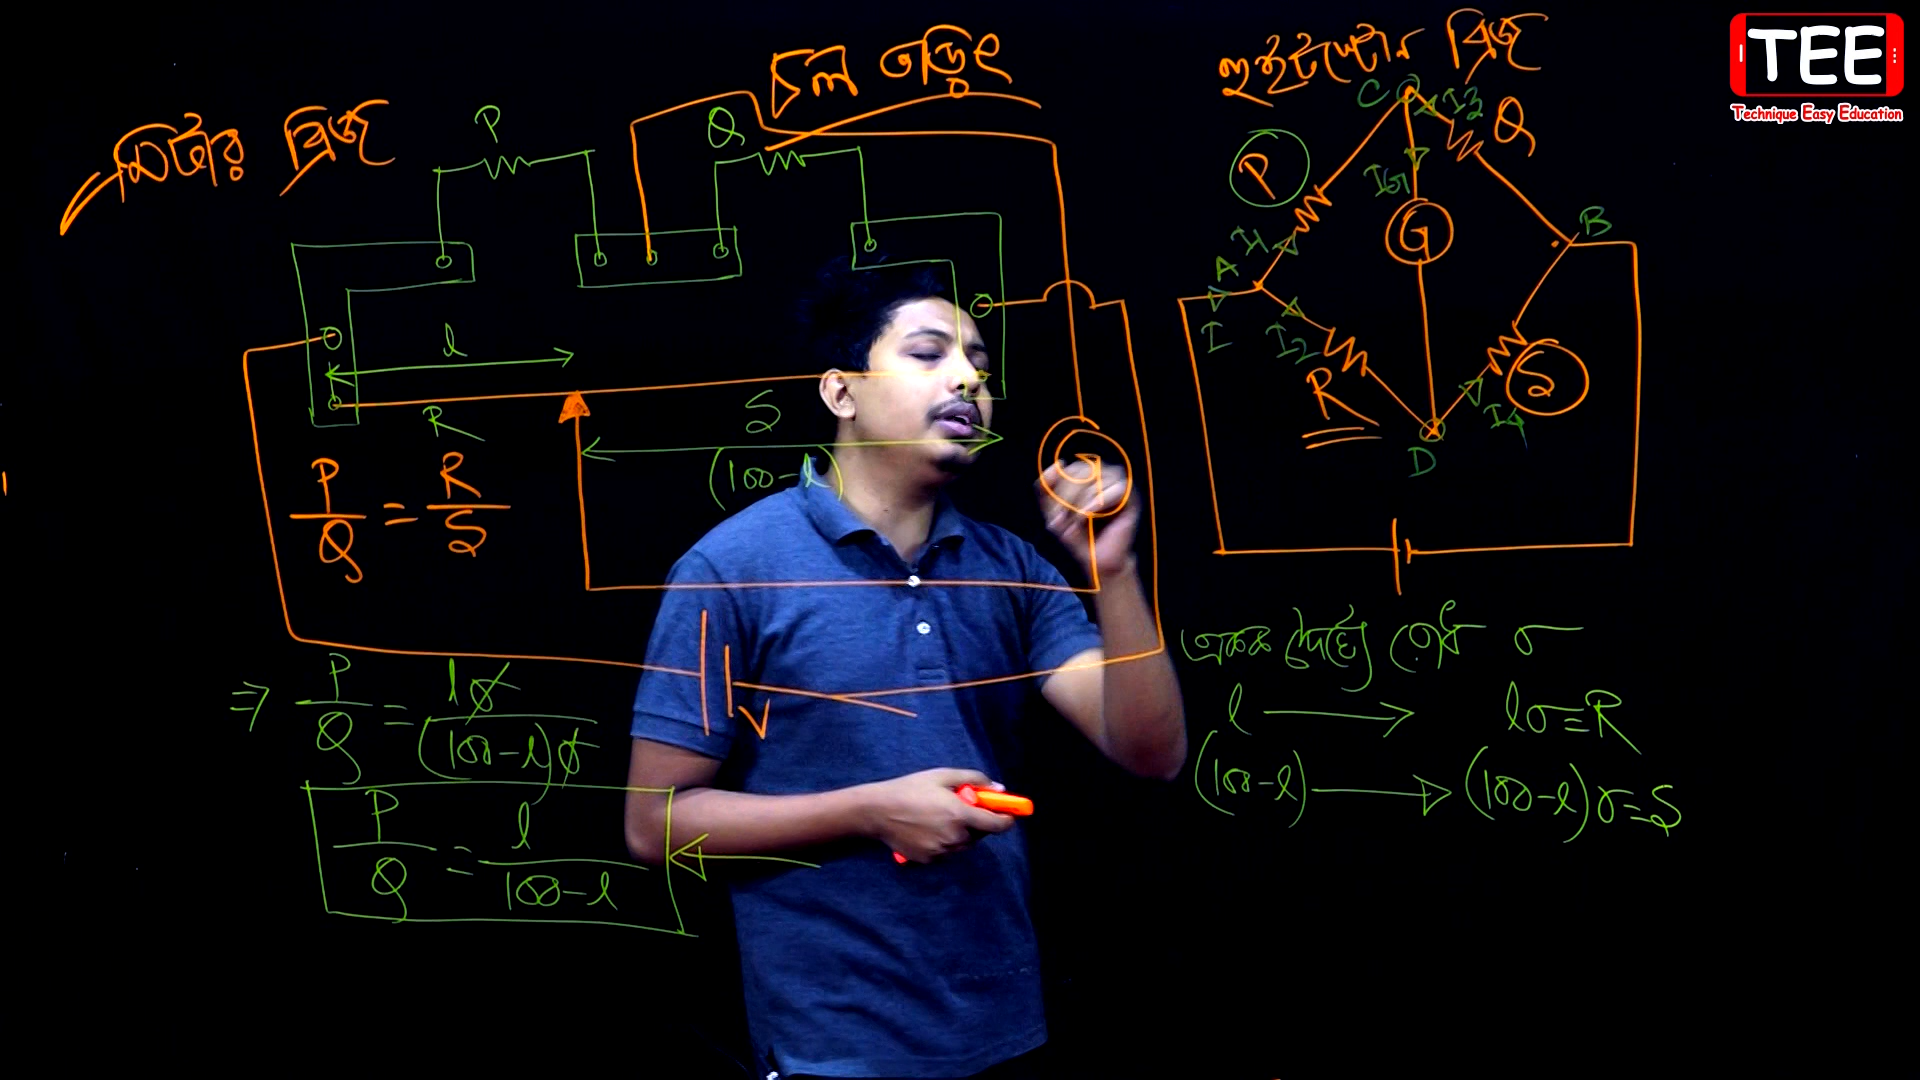 TEE
Technique Easy Education
চল তড়িৎ
মিটার ব্রিজ
P
Q
l
R
S
(100-l)
G
V
P/Q = R/S
⇒ P/Q = lσ/(100-l)σ
P/Q = l/100-l
হুইটস্টোন ব্রিজ
C
I3
Q
P
IG
G
B
I1
A
I
I2
R
S
I4
D
একক দৈর্ঘ্যে রোধ σ
l → lσ=R
(100-l) → (100-l)σ=S